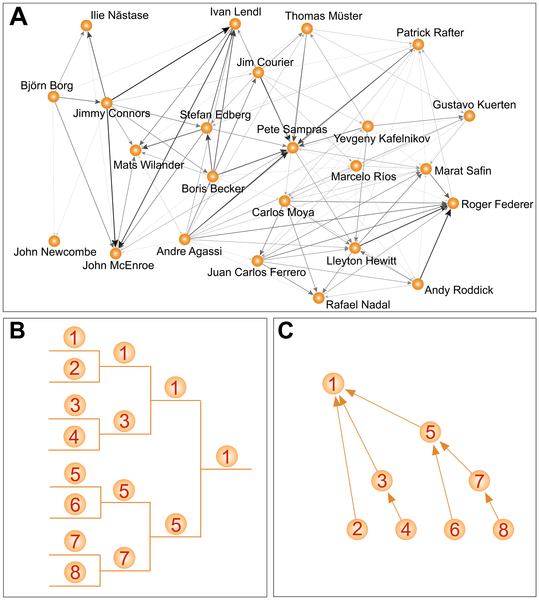 A
Ilie Năstase
Ivan Lendl
Thomas Müster
Patrick Rafter
Jim Courier
Björn Borg
Jimmy Connors
Gustavo Kuerten
Stefan Edberg
Pete Sampras
Yevgeny Kafelnikov
Mats Wilander
Marcelo Ríos
Marat Safin
Boris Becker
Roger Federer
Carlos Moya
John Newcombe
John McEnroe
Andre Agassi
Lleyton Hewitt
Juan Carlos Ferrero
Andy Roddick
Rafael Nadal
B
1
2
3
4
5
6
7
8
1
3
5
7
1
5
1
C
1
5
3
7
2
4
6
8